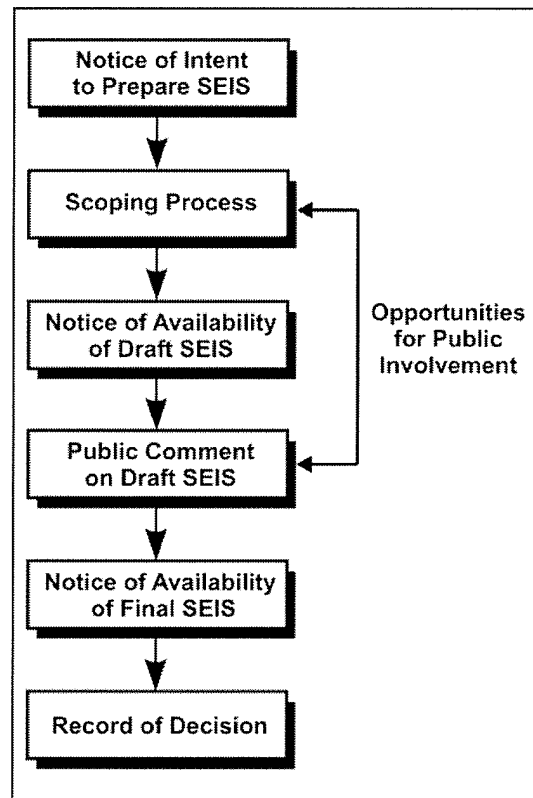 Notice of Intent
to Prepare SEIS
Scoping Process
Notice of Availability
of Draft SEIS
Opportunities
for Public
Involvement
Public Comment
on Draft SEIS
Notice of Availability
of Final SEIS
Record of Decision